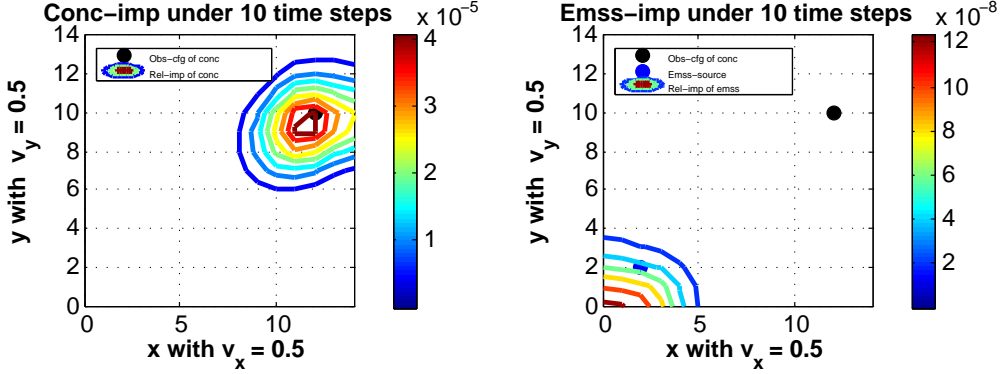 Conc-imp under 10 time steps
x 10^-5
Obs-cfg of conc
Rel-imp of conc
14
12
10
8
6
4
2
0
0
5
10
4
3
2
1
y with v_y = 0.5
x with v_x = 0.5
Emss-imp under 10 time steps
x 10^-8
Obs-cfg of conc
Emss-source
Rel-imp of emss
14
12
10
8
6
4
2
0
0
5
10
12
10
8
6
4
2
y with v_y = 0.5
x with v_x = 0.5